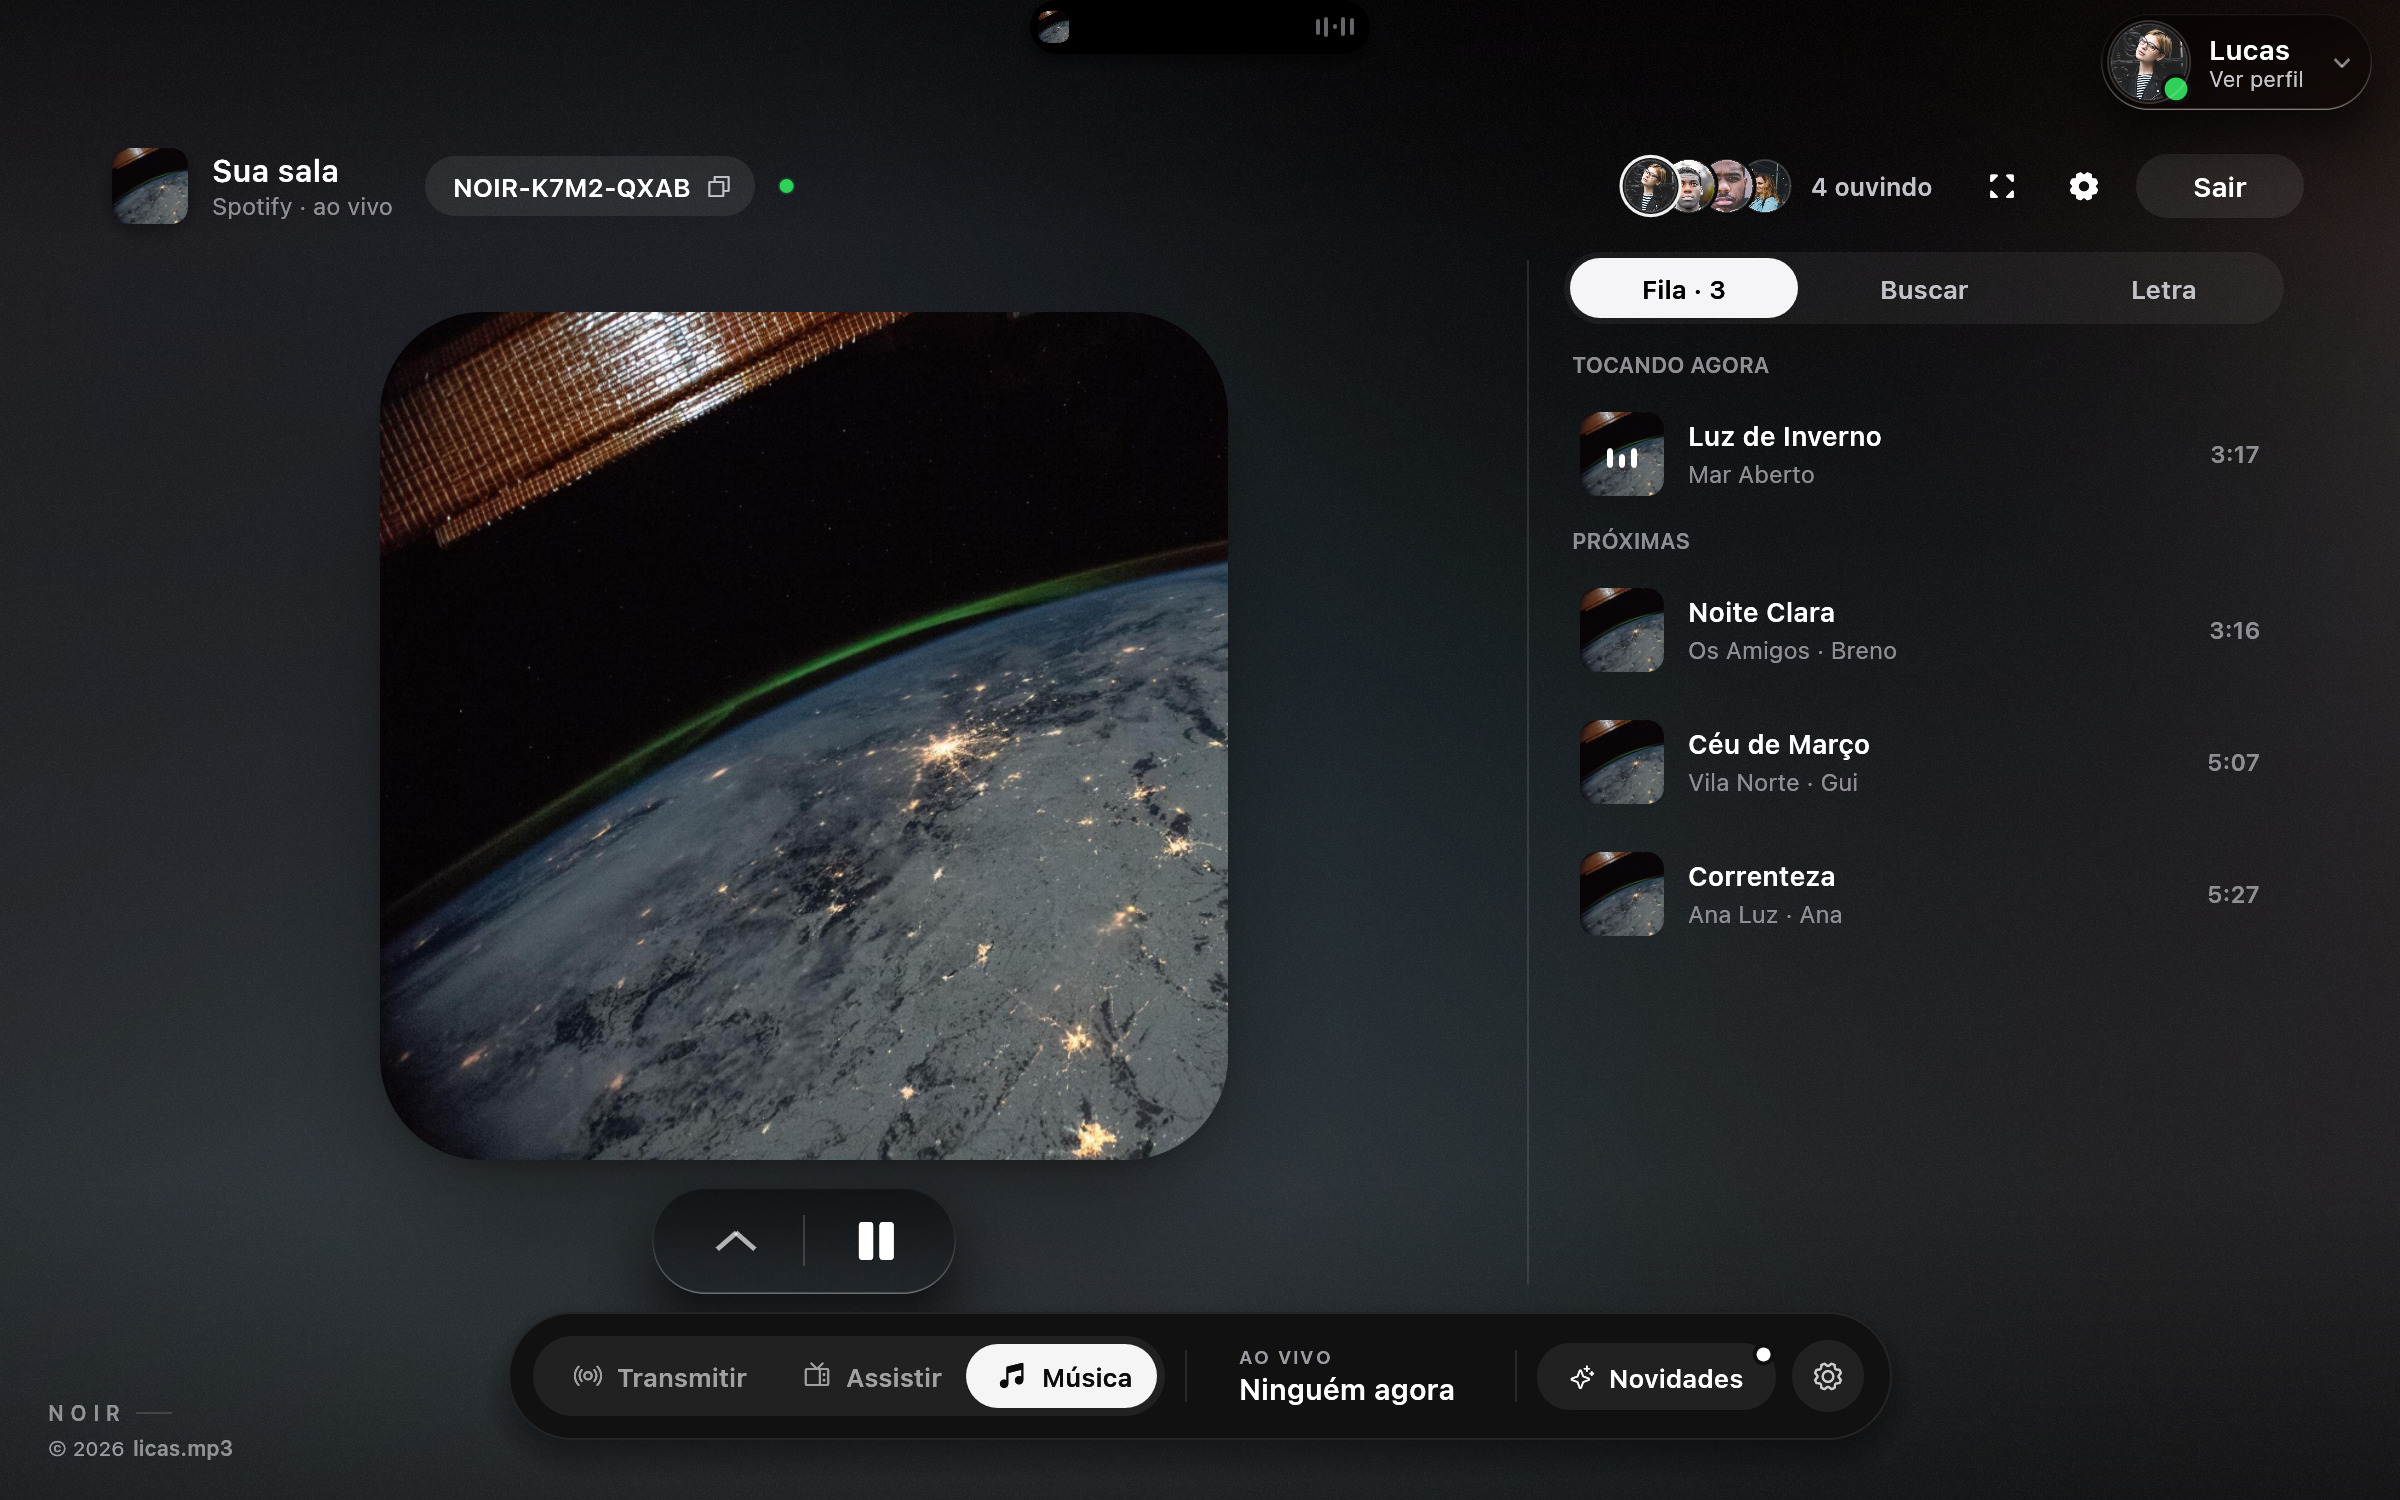 Lucas
Ver perfil
Sua sala
Spotify · ao vivo
NOIR-K7M2-QXAB
4 ouvindo
Sair
Fila · 3
Buscar
Letra
TOCANDO AGORA
Luz de Inverno
Mar Aberto
3:17
PRÓXIMAS
Noite Clara
Os Amigos · Breno
3:16
Céu de Março
Vila Norte · Gui
5:07
Correnteza
Ana Luz · Ana
5:27
Transmitir
Assistir
Música
AO VIVO
Ninguém agora
Novidades
NOIR
© 2026 licas.mp3